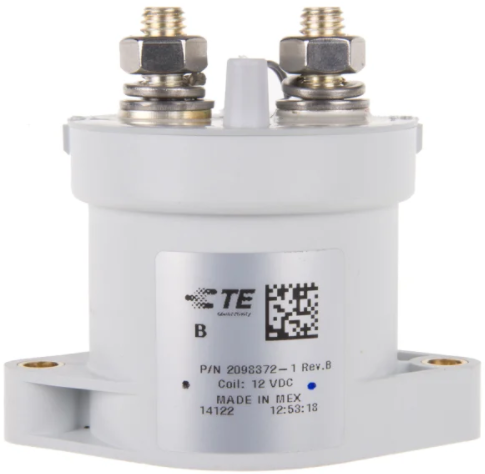 TE
B
P/N 2098372-1 Rev.B
Coil: 12 VDC
MADE IN MEX
14122 12:53:18